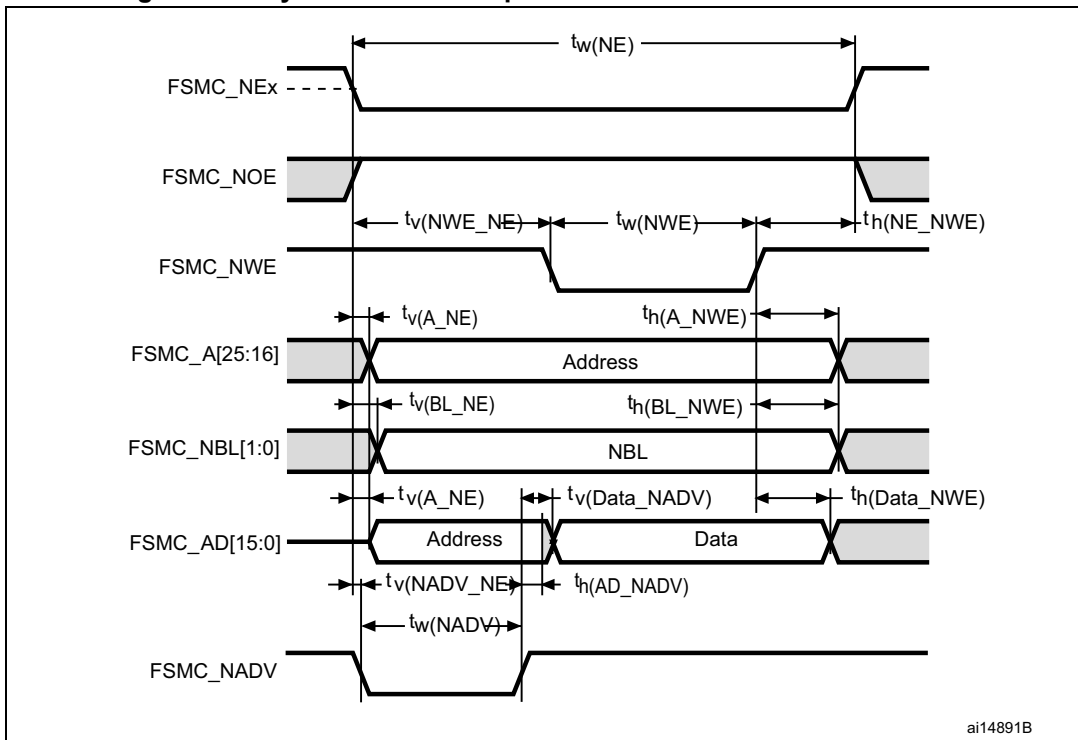 tw(NE)
FSMC_NEx
FSMC_NOE
tv(NWE_NE) tw(NWE) th(NE_NWE)
FSMC_NWE
tv(A_NE) th(A_NWE)
FSMC_A[25:16] Address
tv(BL_NE) th(BL_NWE)
FSMC_NBL[1:0] NBL
tv(A_NE) tv(Data_NADV) th(Data_NWE)
FSMC_AD[15:0] Address Data
tv(NADV_NE) th(AD_NADV)
tw(NADV)
FSMC_NADV
ai14891B